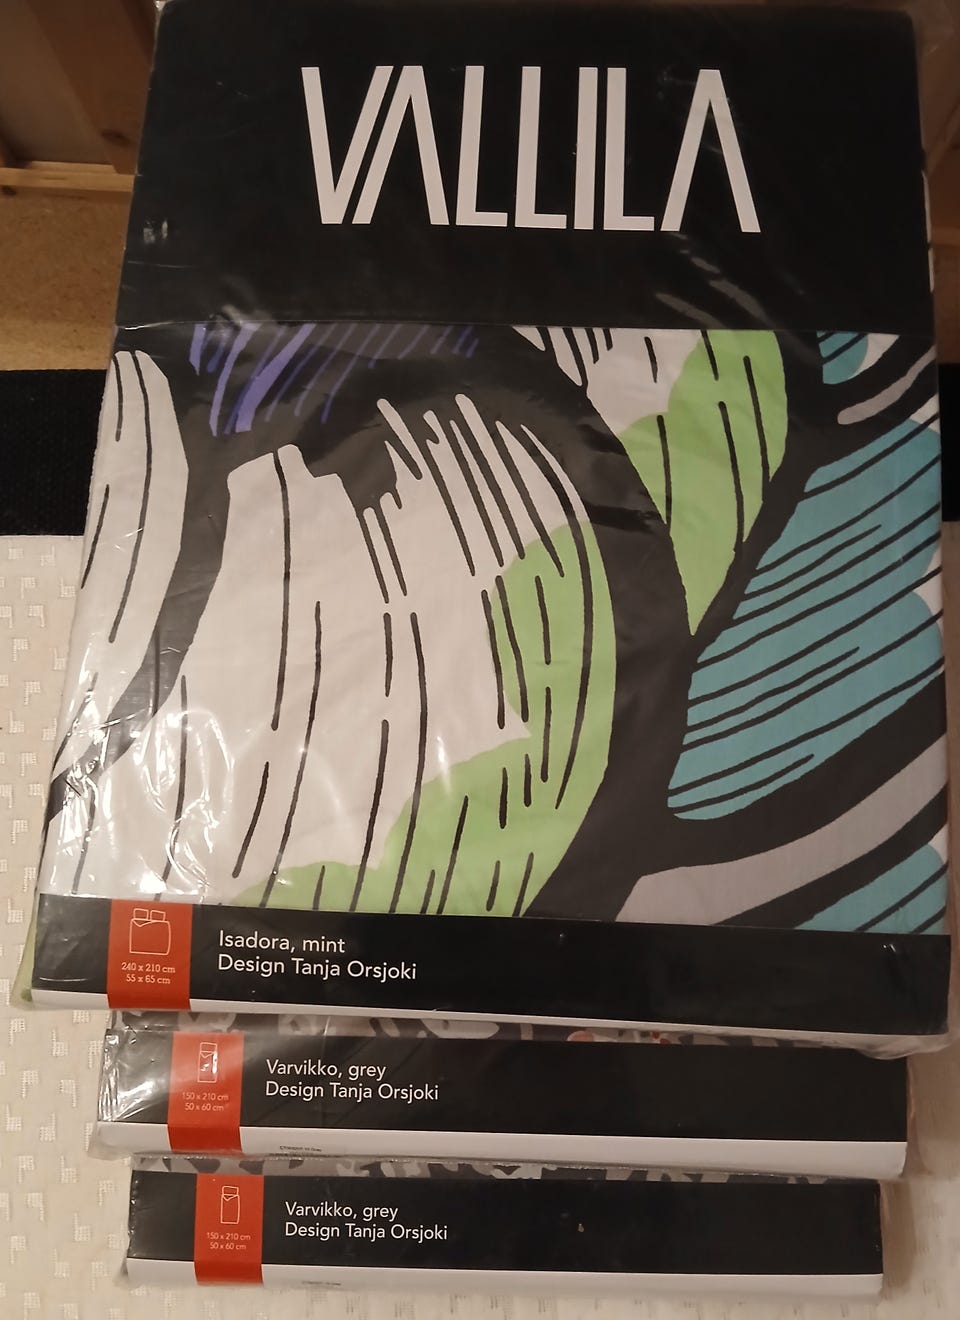 VALLILA
240 x 210 cm
55 x 65 cm
Isadora, mint
Design Tanja Orsjoki
150 x 210 cm
50 x 60 cm
Varvikko, grey
Design Tanja Orsjoki
150 x 210 cm
50 x 60 cm
Varvikko, grey
Design Tanja Orsjoki